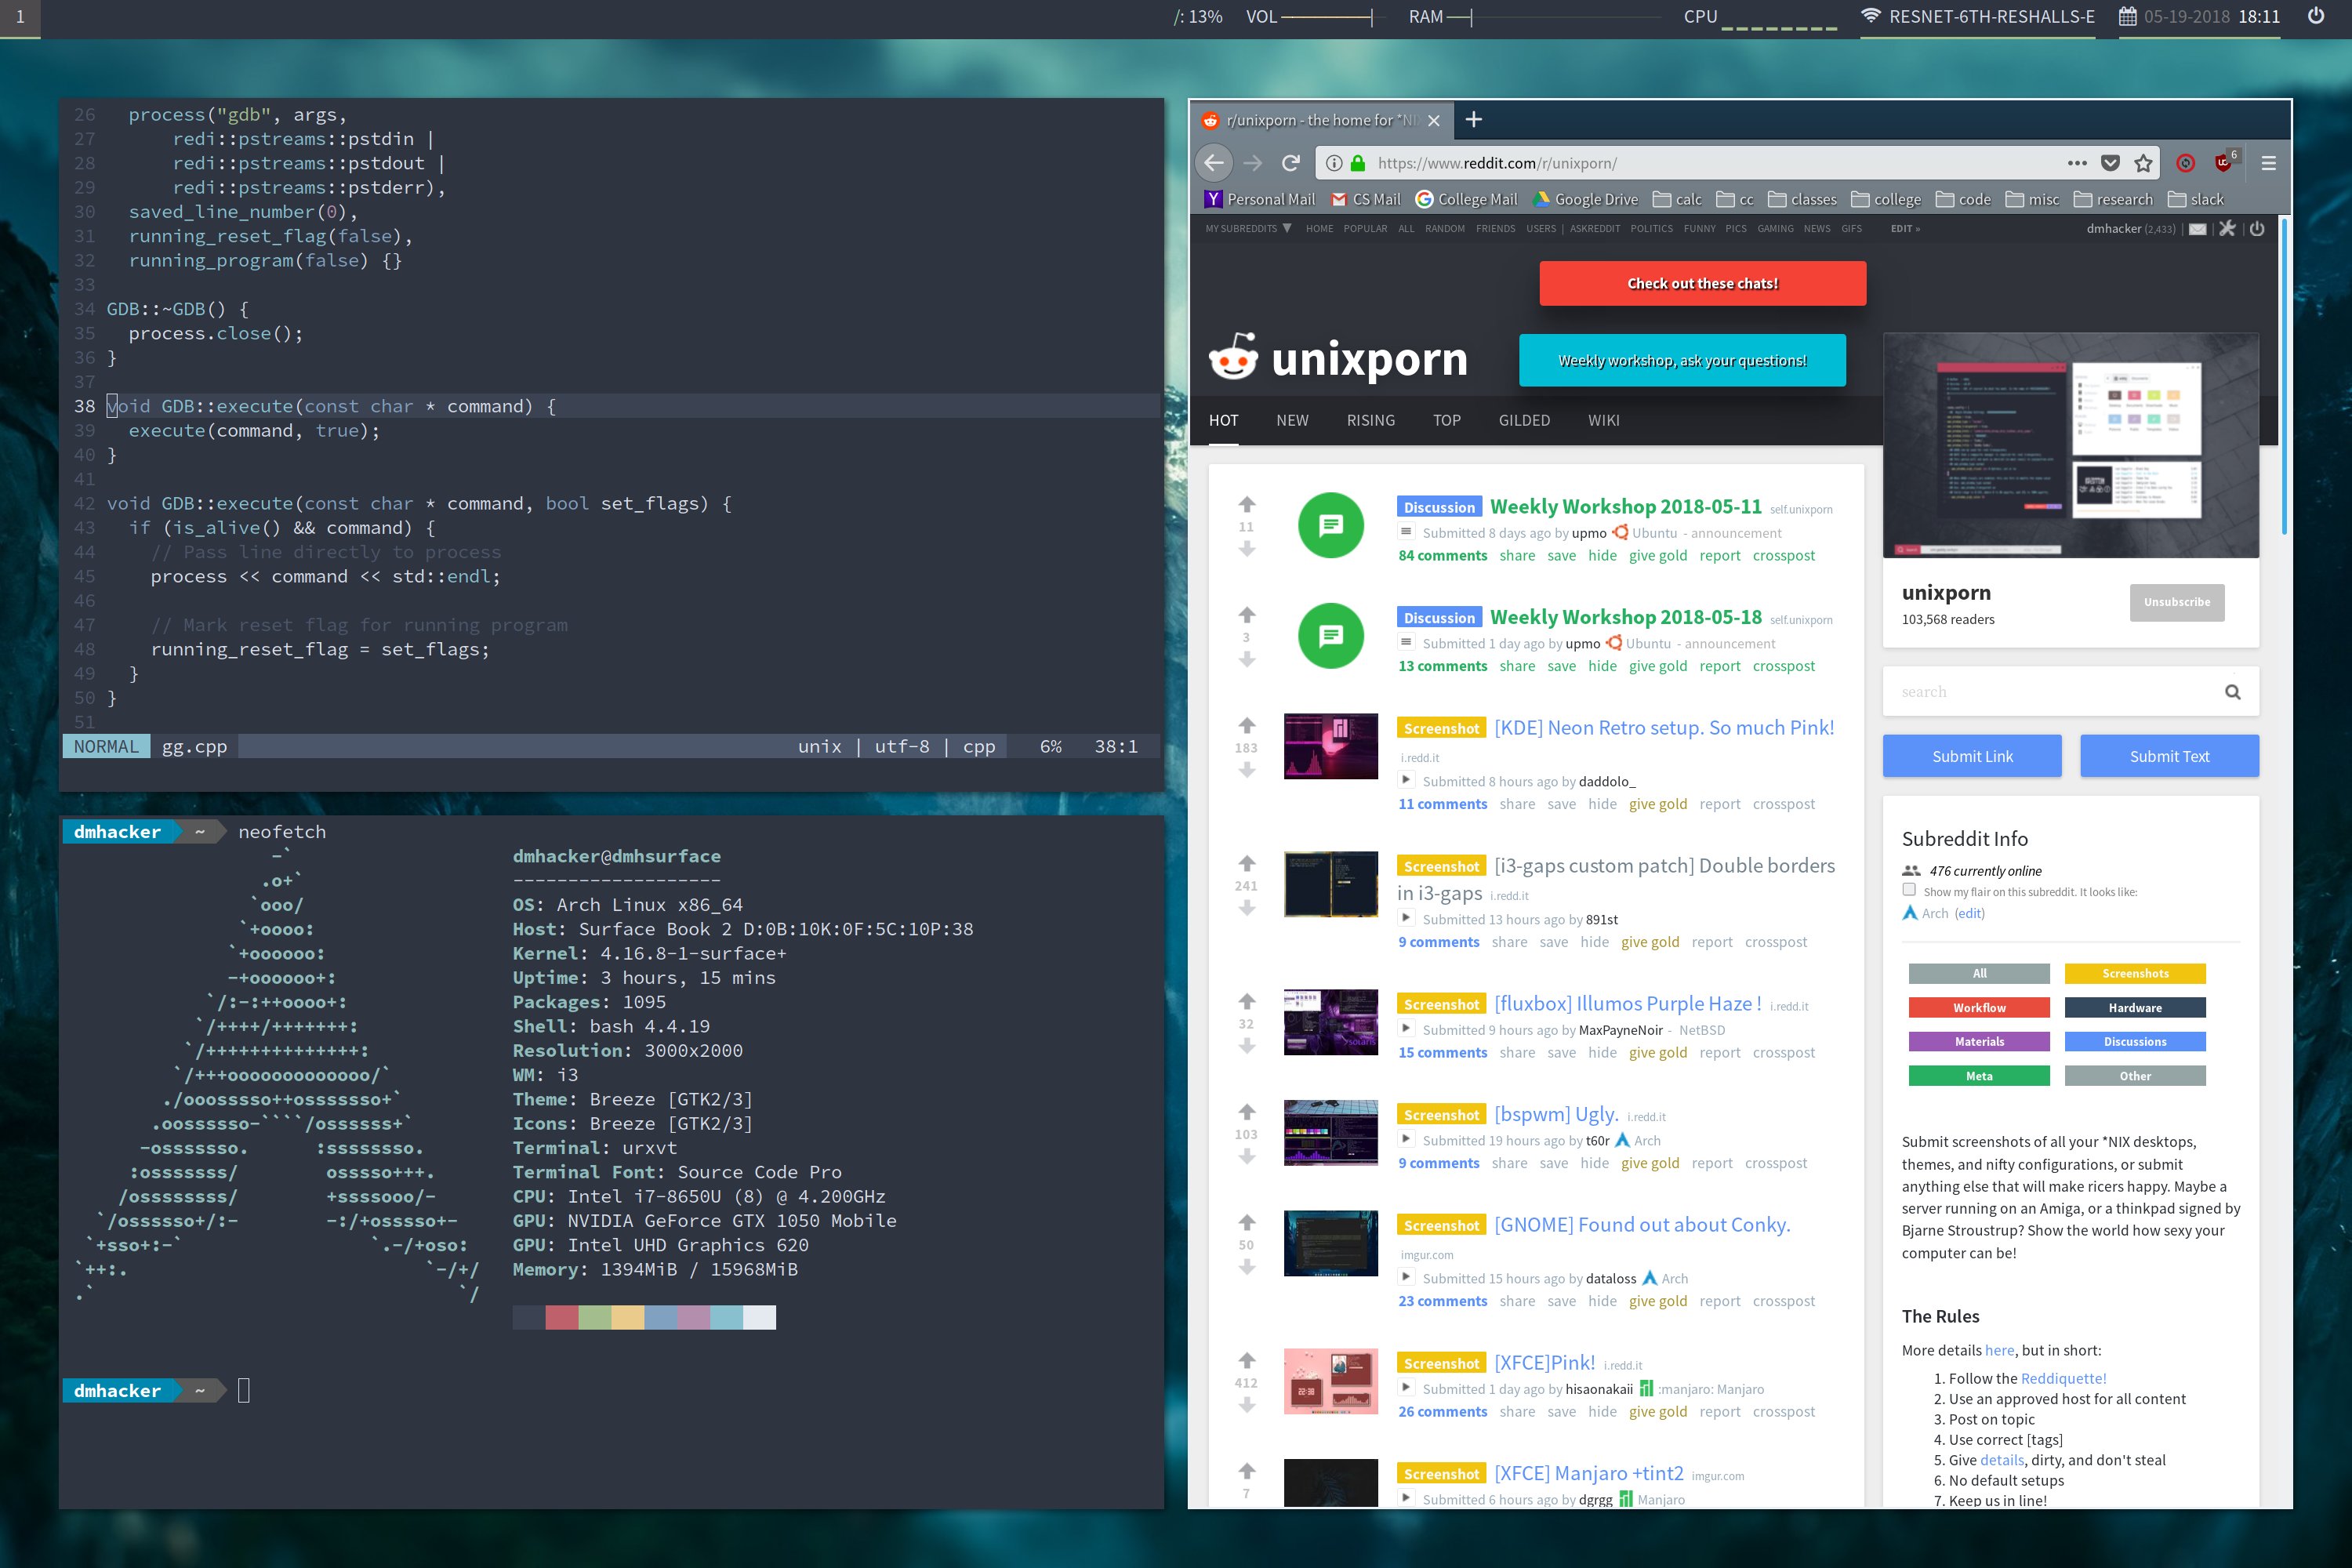 1
/: 13%
VOL
RAM
CPU
RESNET-6TH-RESHALLS-E
05-19-2018 18:11
26 process("gdb", args,
27 redi::pstreams::pstdin |
28 redi::pstreams::pstdout |
29 redi::pstreams::pstderr),
30 saved_line_number(0),
31 running_reset_flag(false),
32 running_program(false) {}
33
34 GDB::~GDB() {
35 process.close();
36 }
37
38 void GDB::execute(const char * command) {
39 execute(command, true);
40 }
41
42 void GDB::execute(const char * command, bool set_flags) {
43 if (is_alive() && command) {
44 // Pass line directly to process
45 process << command << std::endl;
46
47 // Mark reset flag for running program
48 running_reset_flag = set_flags;
49 }
50 }
51
NORMAL gg.cpp unix | utf-8 | cpp 6% 38:1
dmhacker ~ neofetch
-`
.o+`
`ooo/
`+oooo:
`+oooooo:
-+oooooo+:
`/:-:++oooo+:
`/++++/+++++++:
`/++++++++++++++:
`/+++ooooooooooooo/`
./ooosssso++osssssso+`
.oossssso-````/ossssss+`
-osssssso. :ssssssso.
:osssssss/ osssso+++.
/ossssssss/ +ssssooo/-
`/ossssso+/:- -:/+osssso+-
`+sso+:-` `.-/+oso:
`++:. `-/+/
.` `/
dmhacker@dmhsurface
-------------------
OS: Arch Linux x86_64
Host: Surface Book 2 D:0B:10K:0F:5C:10P:38
Kernel: 4.16.8-1-surface+
Uptime: 3 hours, 15 mins
Packages: 1095
Shell: bash 4.4.19
Resolution: 3000x2000
WM: i3
Theme: Breeze [GTK2/3]
Icons: Breeze [GTK2/3]
Terminal: urxvt
Terminal Font: Source Code Pro
CPU: Intel i7-8650U (8) @ 4.200GHz
GPU: NVIDIA GeForce GTX 1050 Mobile
GPU: Intel UHD Graphics 620
Memory: 1394MiB / 15968MiB
dmhacker ~
r/unixporn - the home for *NI
https://www.reddit.com/r/unixporn/
6
Personal Mail CS Mail College Mail Google Drive calc cc classes college code misc research slack
MY SUBREDDITS HOME POPULAR ALL RANDOM FRIENDS USERS | ASKREDDIT POLITICS FUNNY PICS GAMING NEWS GIFS EDIT »
dmhacker (2,433) | | |
Check out these chats!
unixporn
Weekly workshop, ask your questions!
HOT NEW RISING TOP GILDED WIKI
11
Discussion Weekly Workshop 2018-05-11 self.unixporn
Submitted 8 days ago by upmo Ubuntu - announcement
84 comments share save hide give gold report crosspost
3
Discussion Weekly Workshop 2018-05-18 self.unixporn
Submitted 1 day ago by upmo Ubuntu - announcement
13 comments share save hide give gold report crosspost
183
Screenshot [KDE] Neon Retro setup. So much Pink!
i.redd.it
Submitted 8 hours ago by daddolo_
11 comments share save hide give gold report crosspost
241
Screenshot [i3-gaps custom patch] Double borders
in i3-gaps i.redd.it
Submitted 13 hours ago by 891st
9 comments share save hide give gold report crosspost
32
Screenshot [fluxbox] Illumos Purple Haze ! i.redd.it
Submitted 9 hours ago by MaxPayneNoir - NetBSD
15 comments share save hide give gold report crosspost
103
Screenshot [bspwm] Ugly. i.redd.it
Submitted 19 hours ago by t60r Arch
9 comments share save hide give gold report crosspost
50
Screenshot [GNOME] Found out about Conky.
imgur.com
Submitted 15 hours ago by dataloss Arch
23 comments share save hide give gold report crosspost
412
22:38
Screenshot [XFCE]Pink! i.redd.it
Submitted 1 day ago by hisaonakaii :manjaro: Manjaro
26 comments share save hide give gold report crosspost
7
Screenshot [XFCE] Manjaro +tint2 imgur.com
Submitted 6 hours ago by dgrgg Manjaro
unixporn
103,568 readers
Unsubscribe
search
Submit Link
Submit Text
Subreddit Info
476 currently online
Show my flair on this subreddit. It looks like:
Arch (edit)
All Screenshots
Workflow Hardware
Materials Discussions
Meta Other
Submit screenshots of all your *NIX desktops,
themes, and nifty configurations, or submit
anything else that will make ricers happy. Maybe a
server running on an Amiga, or a thinkpad signed by
Bjarne Stroustrup? Show the world how sexy your
computer can be!
The Rules
More details here, but in short:
1. Follow the Reddiquette!
2. Use an approved host for all content
3. Post on topic
4. Use correct [tags]
5. Give details, dirty, and don't steal
6. No default setups
7. Keep us in line!